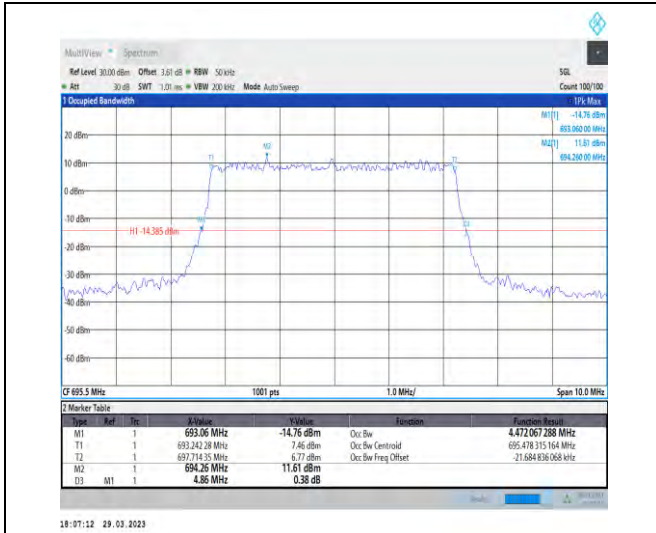 MultiView Spectrum
Ref Level 30.00 dBm Offset 3.61 dB RBW 50 kHz SGL
Att 30 dB SWT 1.01 ms VBW 200 kHz Mode Auto Sweep Count 100/100
1 Occupied Bandwidth 1Pk Max
M1[1] -14.76 dBm
693.060 00 MHz
M2[1] 11.61 dBm
694.260 00 MHz
20 dBm
M2
T1
T2
10 dBm
0 dBm
-10 dBm
H1 -14.385 dBm
-20 dBm
-30 dBm
-40 dBm
-50 dBm
-60 dBm
CF 695.5 MHz 1001 pts 1.0 MHz/ Span 10.0 MHz
2 Marker Table
Type Ref Trc X-Value Y-Value Function Function Result
M1 1 693.06 MHz -14.76 dBm Occ Bw 4.472 067 288 MHz
T1 1 693.242 28 MHz 7.46 dBm Occ Bw Centroid 695.478 315 164 MHz
T2 1 697.714 35 MHz 6.77 dBm Occ Bw Freq Offset -21.684 836 068 kHz
M2 1 694.26 MHz 11.61 dBm
D3 M1 1 4.86 MHz 0.38 dB
18:07:12 29.03.2023